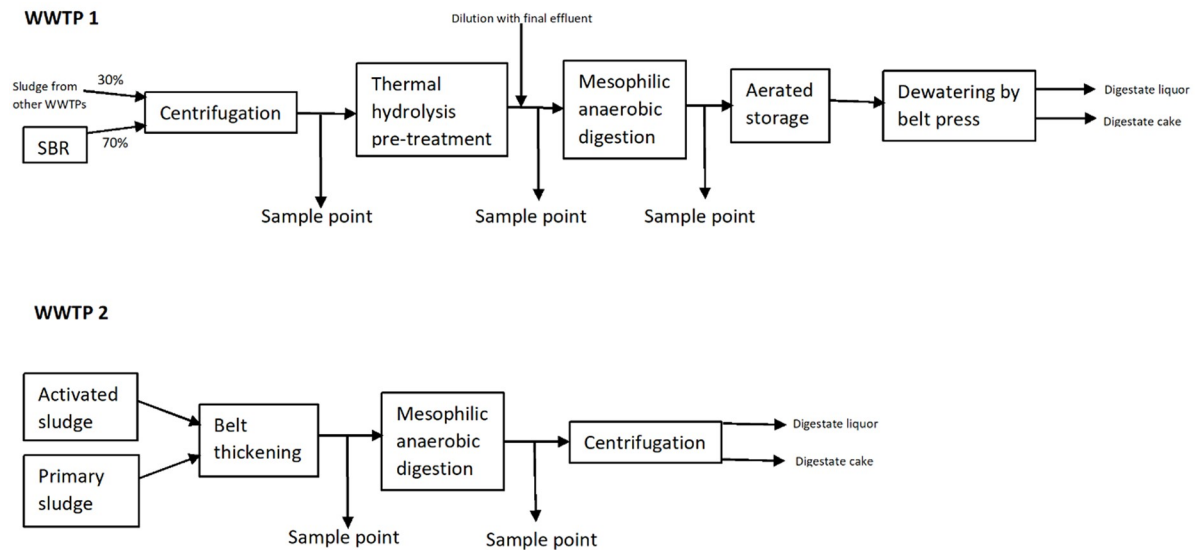 WWTP 1
Dilution with final effluent
Sludge from
other WWTPs
30%
SBR
70%
Centrifugation
Thermal
hydrolysis
pre-treatment
Mesophilic
anaerobic
digestion
Aerated
storage
Dewatering by
belt press
Digestate liquor
Digestate cake
Sample point
Sample point
Sample point
WWTP 2
Activated
sludge
Primary
sludge
Belt
thickening
Mesophilic
anaerobic
digestion
Centrifugation
Digestate liquor
Digestate cake
Sample point
Sample point